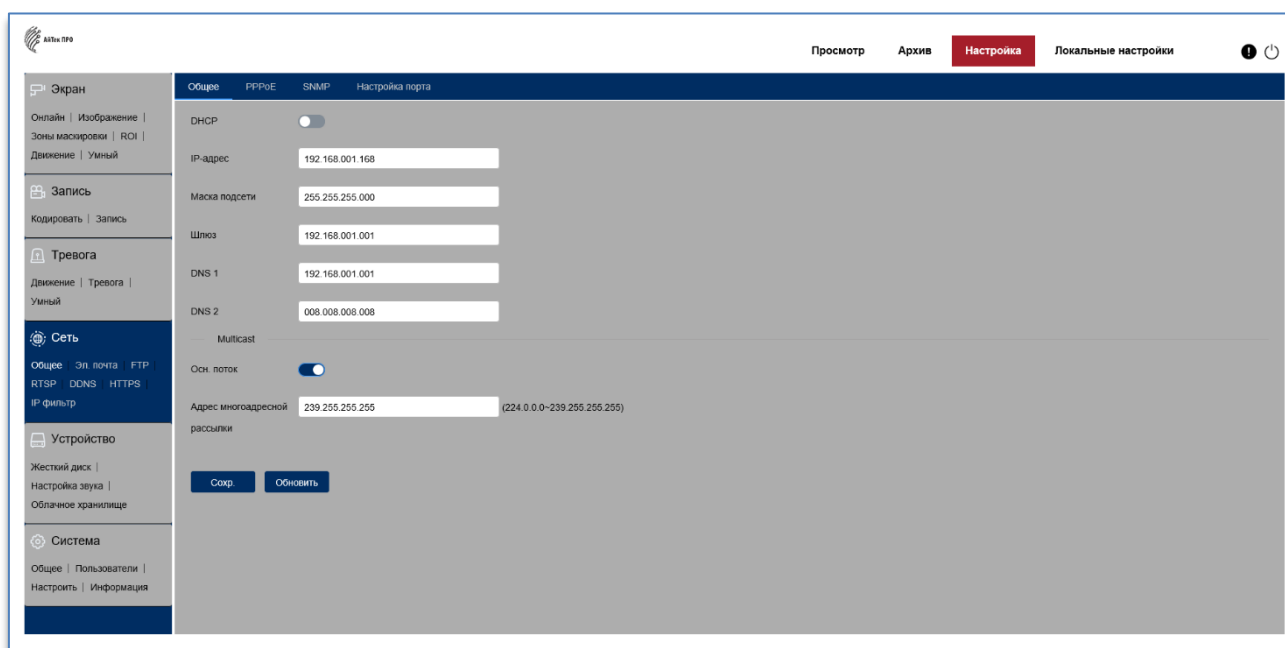 АйТек ПРО
Просмотр Архив Настройка Локальные настройки
Экран
Онлайн | Изображение |
Зоны маскировки | ROI |
Движение | Умный
Запись
Кодировать | Запись
Тревога
Движение | Тревога |
Умный
Сеть
Общее | Эл. почта | FTP |
RTSP | DDNS | HTTPS |
IP фильтр
Устройство
Жесткий диск |
Настройка звука |
Облачное хранилище
Система
Общее | Пользователи |
Настроить | Информация
Общее PPPoE SNMP Настройка порта
DHCP
IP-адрес 192.168.001.168
Маска подсети 255.255.255.000
Шлюз 192.168.001.001
DNS 1 192.168.001.001
DNS 2 008.008.008.008
Multicast
Осн. поток
Адрес многоадресной 239.255.255.255 (224.0.0.0~239.255.255.255)
рассылки
Сохр. Обновить